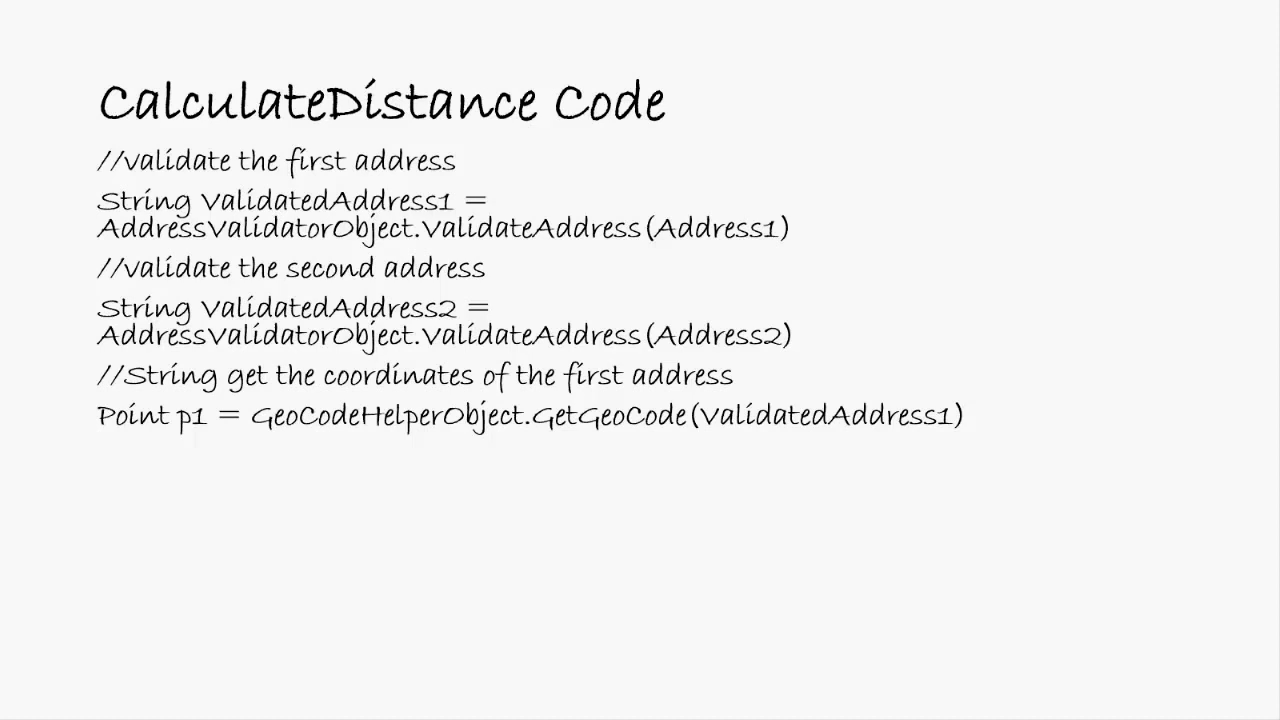 CalculateDistance Code
//validate the first address
String ValidatedAddress1 =
AddressValidatorObject.ValidateAddress(Address1)
//validate the second address
String ValidatedAddress2 =
AddressValidatorObject.ValidateAddress(Address2)
//String get the coordinates of the first address
Point p1 = GeoCodeHelperObject.GetGeoCode(ValidatedAddress1)